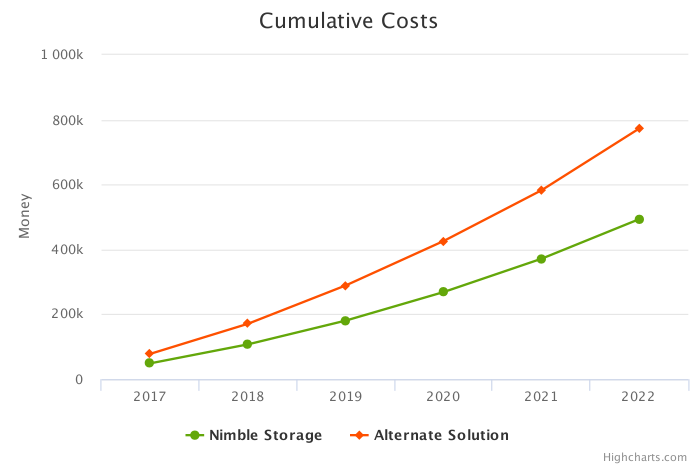 Cumulative Costs
1 000k
800k
600k
400k
200k
0
Money
2017 2018 2019 2020 2021 2022
Nimble Storage Alternate Solution
Highcharts.com